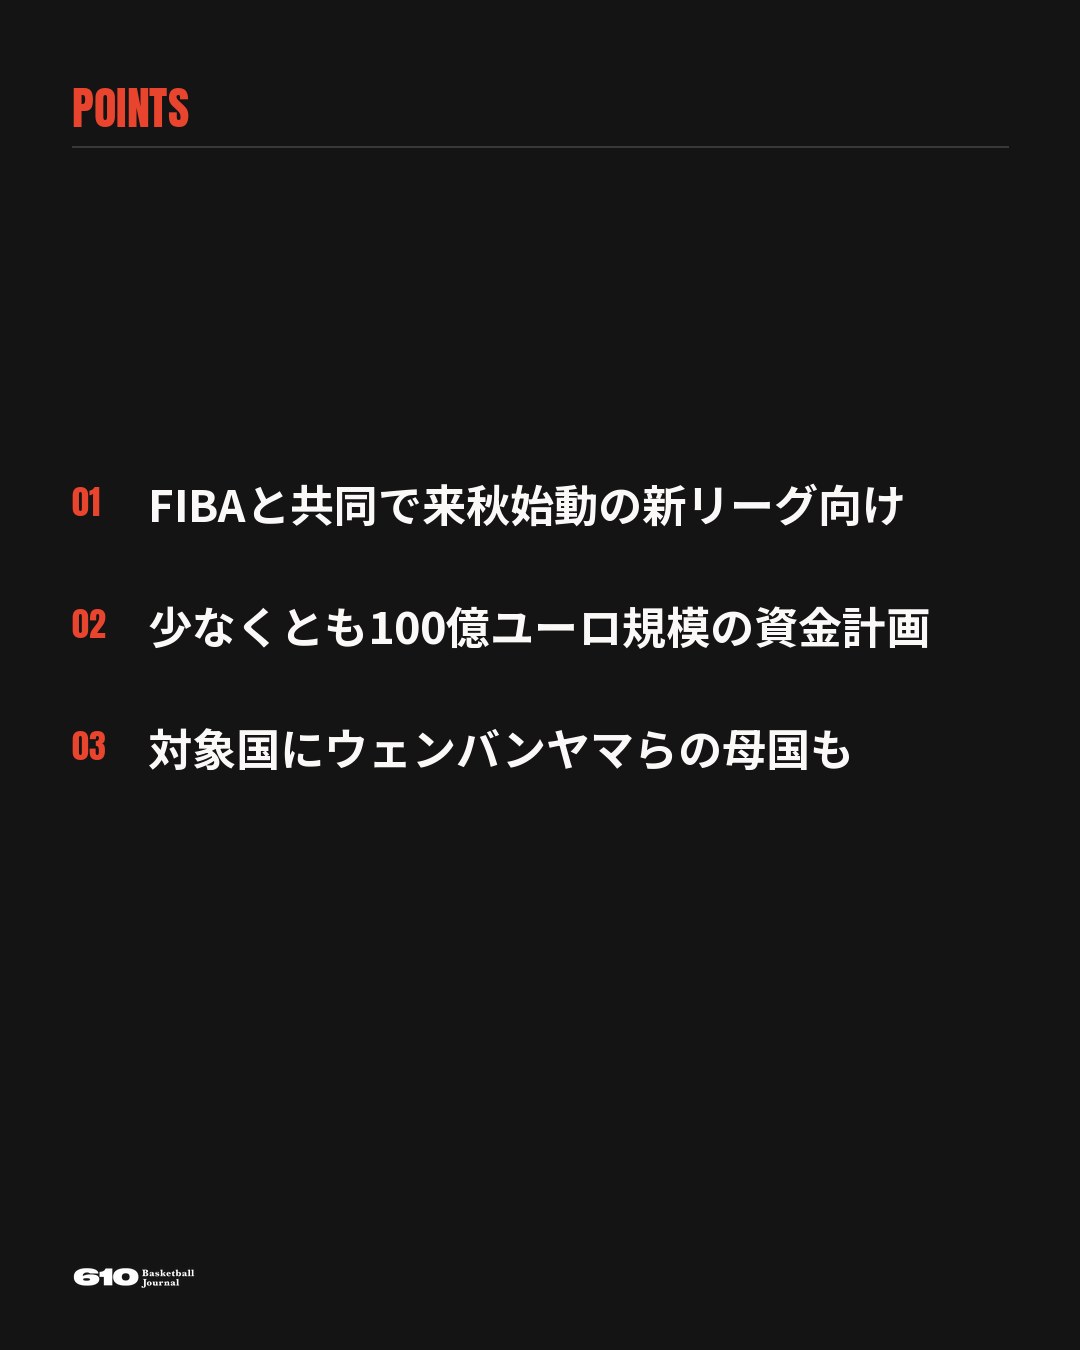 POINTS
01 FIBAと共同で来秋始動の新リーグ向け
02 少なくとも100億ユーロ規模の資金計画
03 対象国にウェンバンヤマらの母国も
610 Basketball
Journal